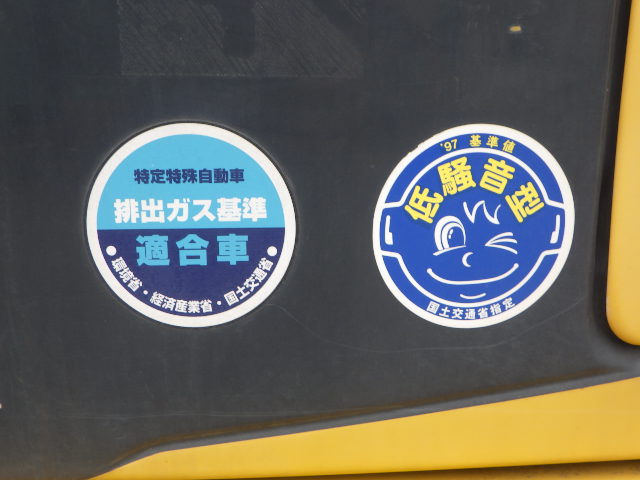 特定特殊自動車
排出ガス基準
適合車
環境省・経済産業省・国土交通省
'97 基準値
低騒音型
国土交通省指定